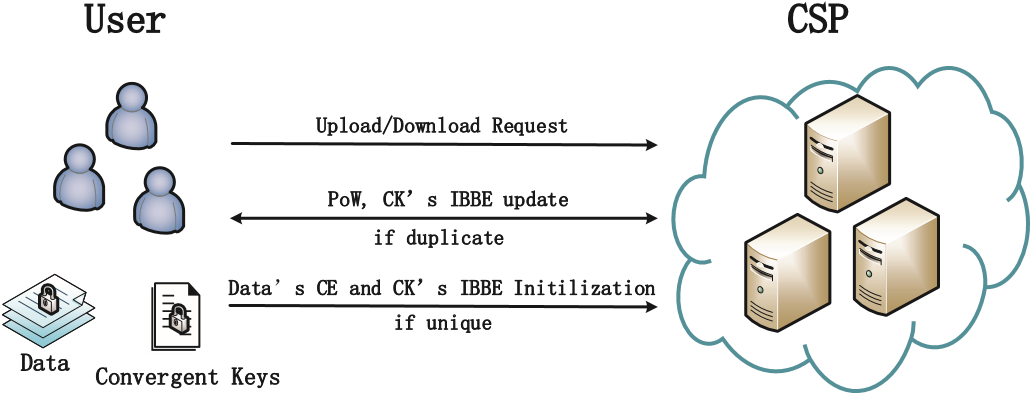 User
CSP
Upload/Download Request
PoW, CK’s IBBE update
if duplicate
Data's CE and CK’s IBBE Initilization
if unique
Data
Convergent Keys